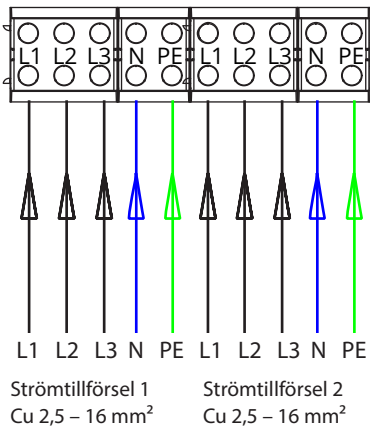 L1 L2 L3 N PE L1 L2 L3 N PE
L1 L2 L3 N PE L1 L2 L3 N PE
Strömtillförsel 1 Strömtillförsel 2
Cu 2,5 – 16 mm² Cu 2,5 – 16 mm²